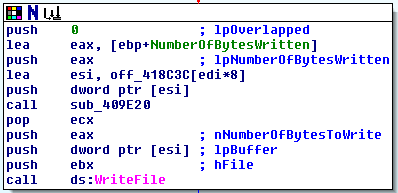 push 0 ; lpOverlapped
lea eax, [ebp+NumberOfBytesWritten]
push eax ; lpNumberOfBytesWritten
lea esi, off_418C3C[edi*8]
push dword ptr [esi]
call sub_409E20
pop ecx
push eax ; nNumberOfBytesToWrite
push dword ptr [esi] ; lpBuffer
push ebx ; hFile
call ds:WriteFile